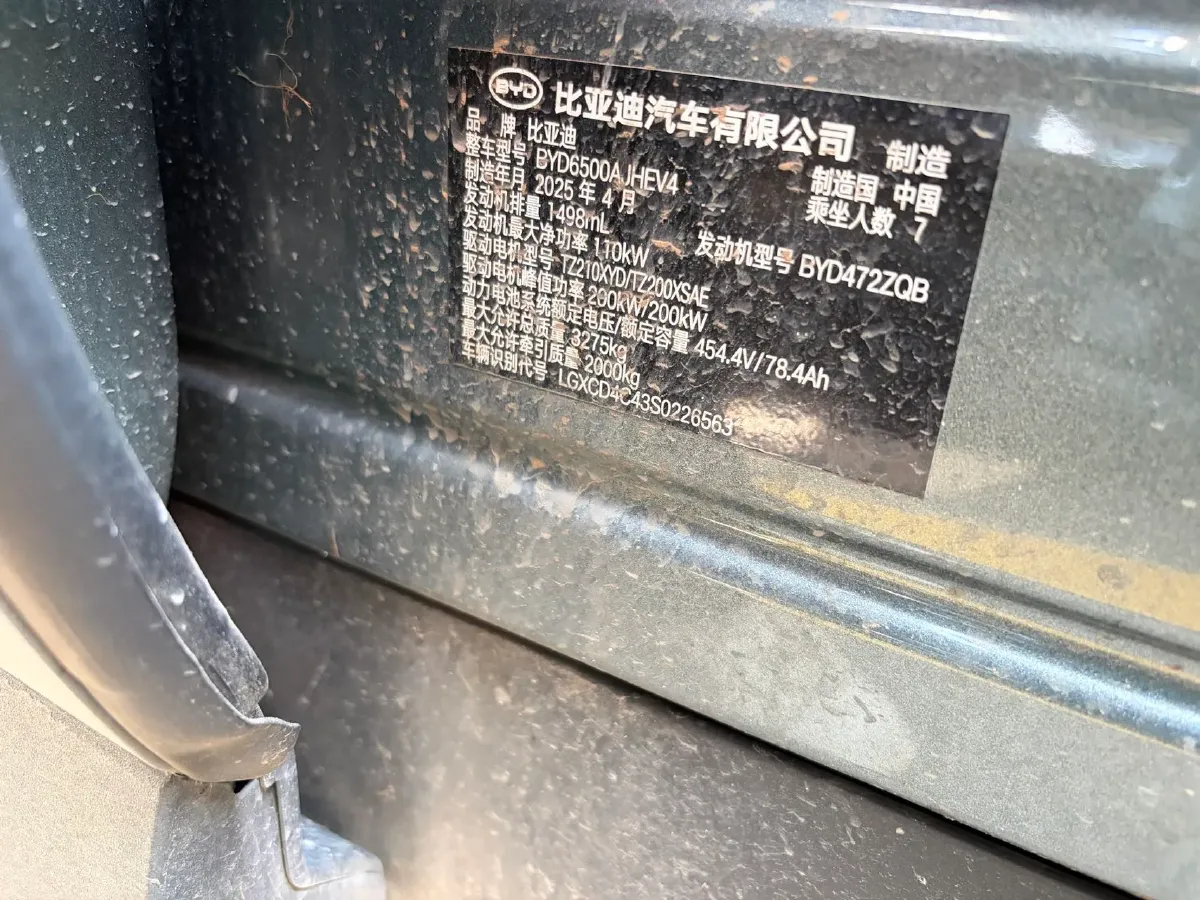 BYD 比亚迪汽车有限公司 制造
品 牌 比亚迪 制造国 中国
整车型号 BYD6500AJHEV4 乘坐人数 7
制造年月 2025 年 4 月
发动机排量 1498mL 发动机型号 BYD472ZQB
发动机最大净功率 110kW
驱动电机型号 TZ210XYD/TZ200XSAE
驱动电机峰值功率 200kW/200kW
动力电池系统额定电压/额定容量 454.4V/78.4Ah
最大允许总质量 3275kg
最大允许牵引质量 2000kg
车辆识别代号 LGXCD4C43S0226563